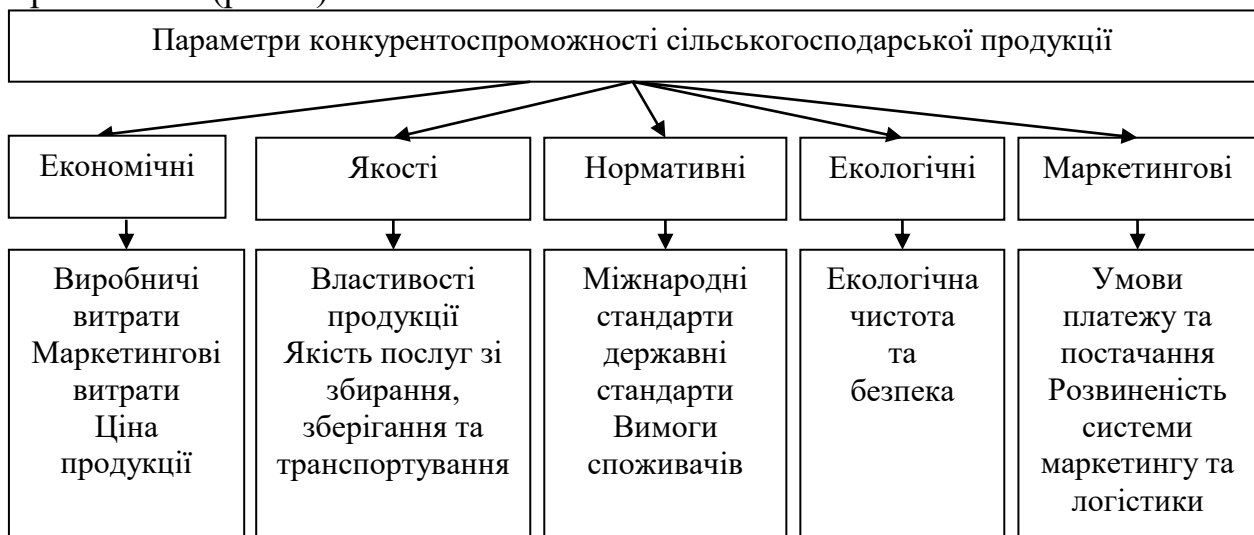 Параметри конкурентоспроможності сільськогосподарської продукції
Економічні
Якості
Нормативні
Екологічні
Маркетингові
Виробничі
витрати
Маркетингові
витрати
Ціна
продукції
Властивості
продукції
Якість послуг зі
збирання,
зберігання та
транспортування
Міжнародні
стандарти
державні
стандарти
Вимоги
споживачів
Екологічна
чистота
та
безпека
Умови
платежу та
постачання
Розвиненість
системи
маркетингу та
логістики